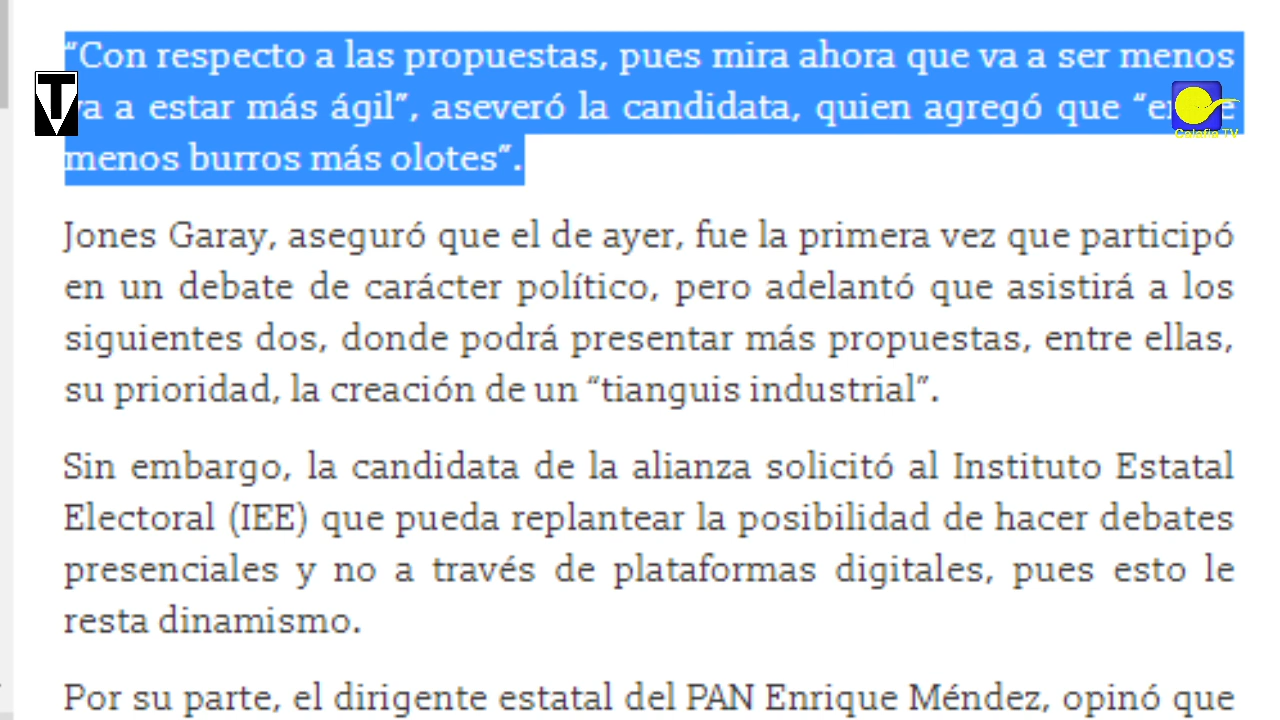 “Con respecto a las propuestas, pues mira ahora que va a ser menos
a a estar más ágil”, aseveró la candidata, quien agregó que “
menos burros más olotes”.
Jones Garay, aseguró que el de ayer, fue la primera vez que participó
en un debate de carácter político, pero adelantó que asistirá a los
siguientes dos, donde podrá presentar más propuestas, entre ellas,
su prioridad, la creación de un “tianguis industrial”.
Sin embargo, la candidata de la alianza solicitó al Instituto Estatal
Electoral (IEE) que pueda replantear la posibilidad de hacer debates
presenciales y no a través de plataformas digitales, pues esto le
resta dinamismo.
Por su parte, el dirigente estatal del PAN Enrique Méndez, opinó que
T
Calafia TV